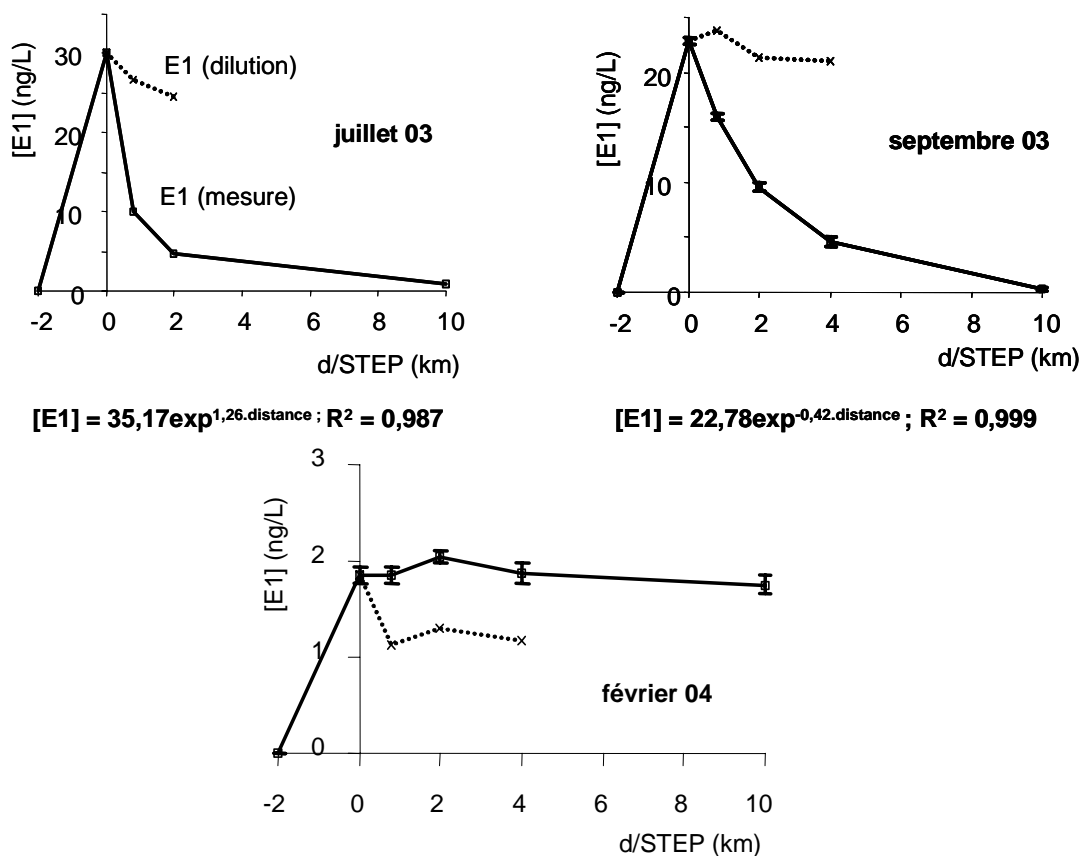 [E1] (ng/L)
30
20
10
0
E1 (dilution)
E1 (mesure)
juillet 03
-2 0 2 4 6 8 10
d/STEP (km)
[E1] = 35,17exp1,26.distance ; R2 = 0,987
[E1] (ng/L)
20
10
0
septembre 03
-2 0 2 4 6 8 10
d/STEP (km)
[E1] = 22,78exp-0,42.distance ; R2 = 0,999
[E1] (ng/L)
3
2
1
0
février 04
-2 0 2 4 6 8 10
d/STEP (km)